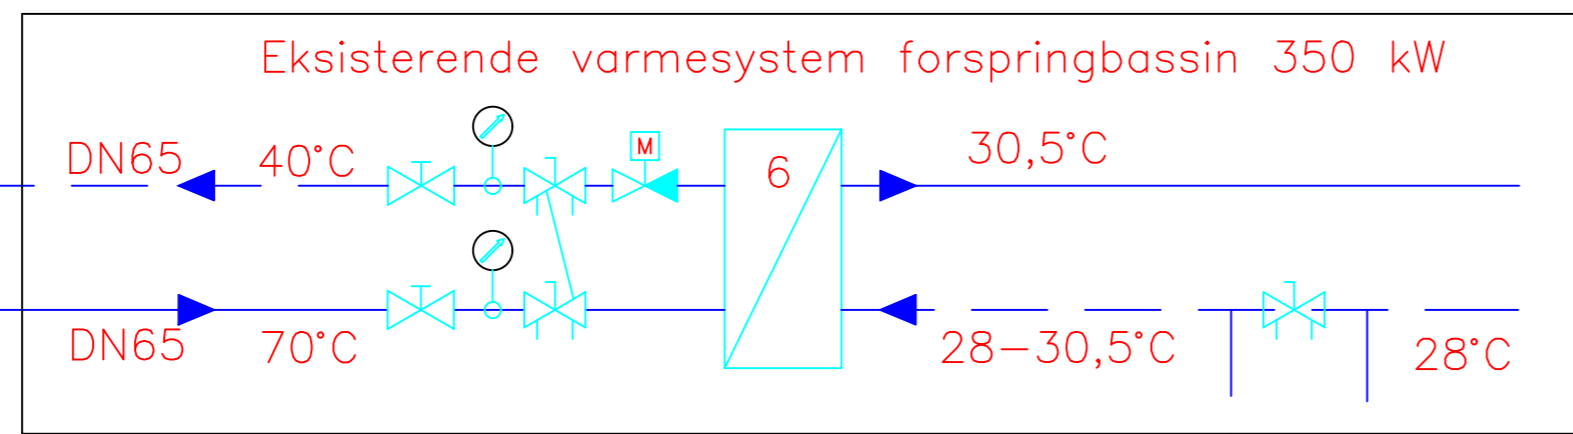 Eksisterende varmesystem forspringbassin 350 kW
DN65 40°C M 6 30,5°C
DN65 70°C 28-30,5°C 28°C